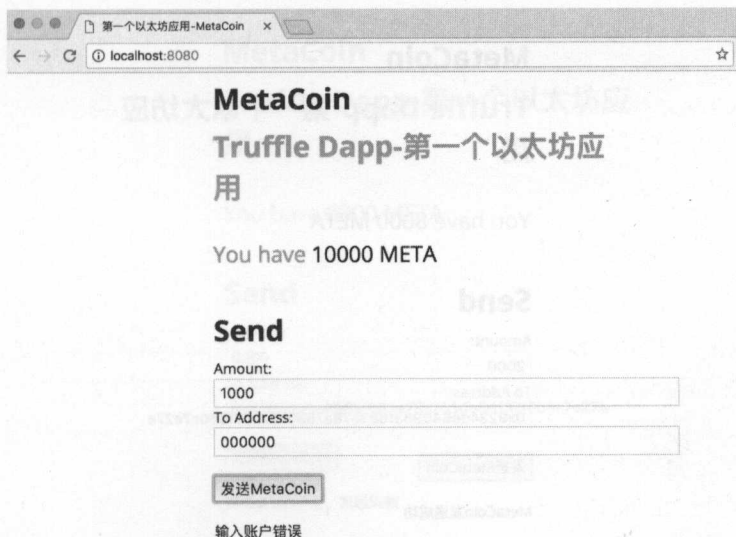 第一个以太坊应用-MetaCoin ×
localhost:8080
MetaCoin
Truffle Dapp-第一个以太坊应
用
You have 10000 META
Send
Amount:
1000
To Address:
000000
发送MetaCoin
输入账户错误